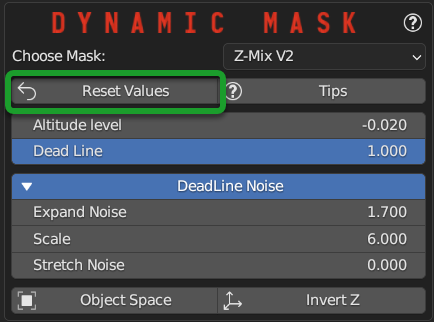 DYNAMIC MASK ?
Choose Mask: Z-Mix V2
Reset Values ? Tips
Altitude level -0.020
Dead Line 1.000
DeadLine Noise
Expand Noise 1.700
Scale 6.000
Stretch Noise 0.000
Object Space Invert Z